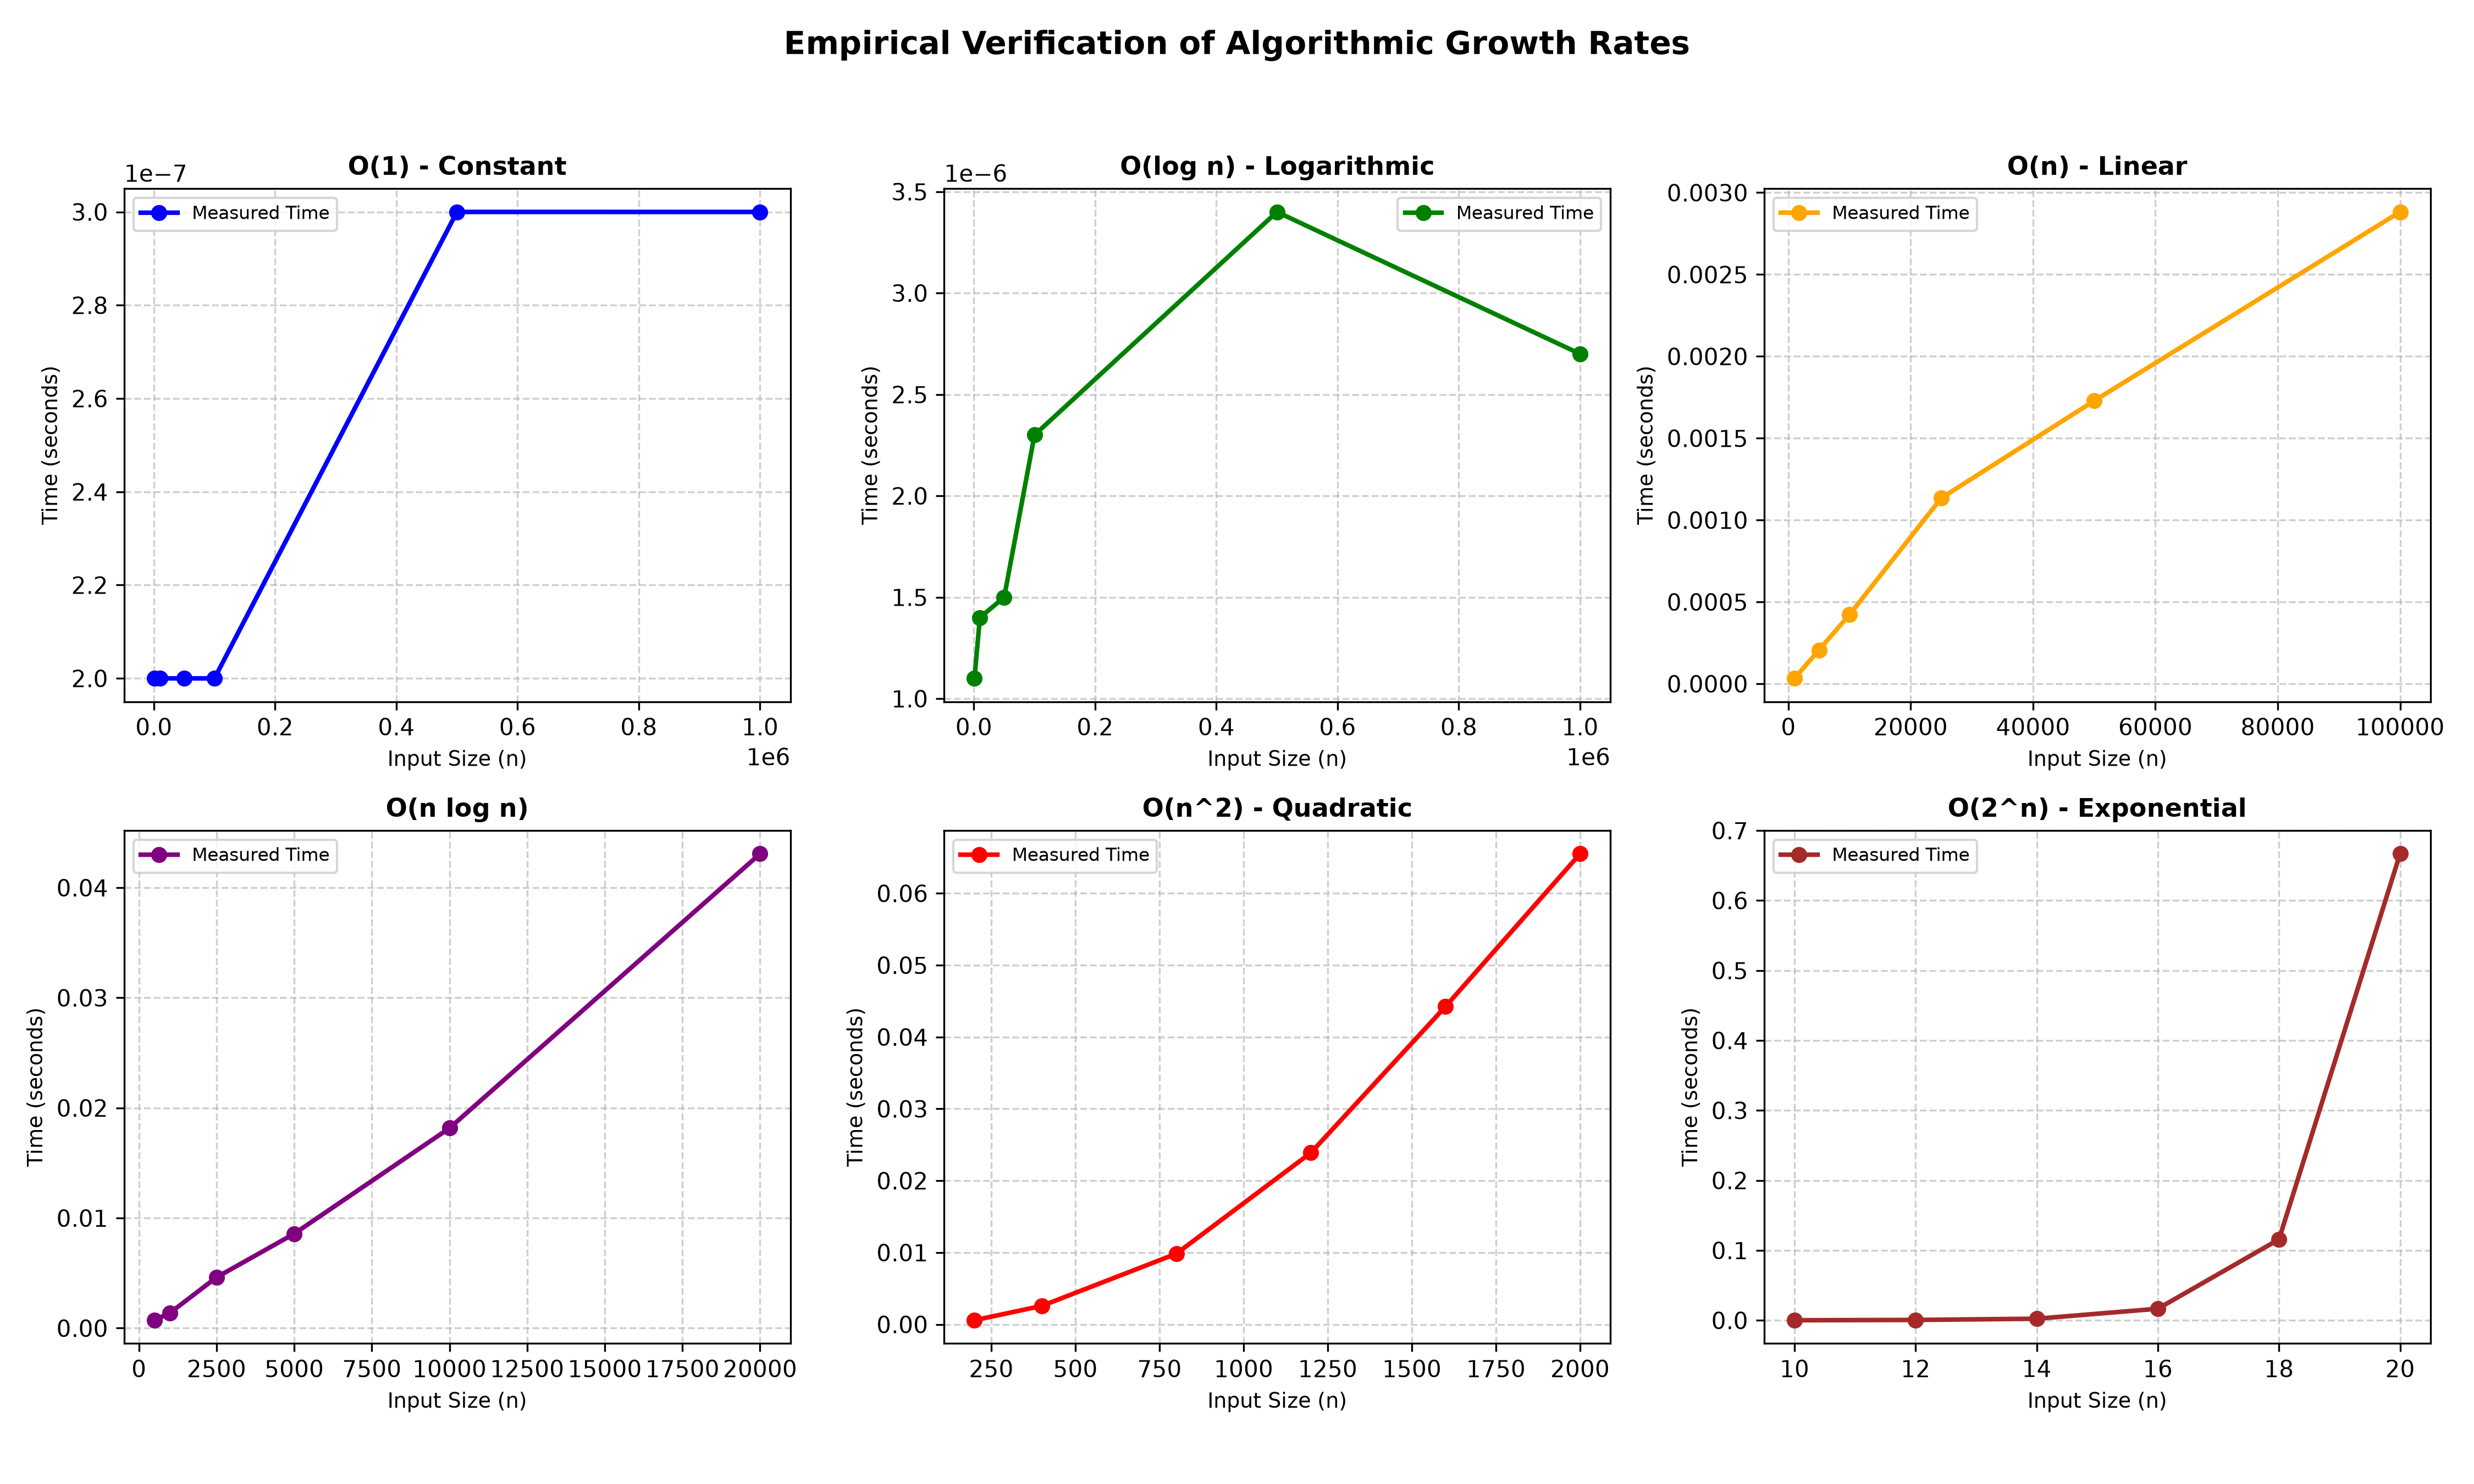 Empirical Verification of Algorithmic Growth Rates
O(1) - Constant
1e−7
Measured Time
3.0
2.8
2.6
2.4
2.2
2.0
Time (seconds)
0.0 0.2 0.4 0.6 0.8 1.0
1e6
Input Size (n)
O(log n) - Logarithmic
1e−6
Measured Time
3.5
3.0
2.5
2.0
1.5
1.0
Time (seconds)
0.0 0.2 0.4 0.6 0.8 1.0
1e6
Input Size (n)
O(n) - Linear
Measured Time
0.0030
0.0025
0.0020
0.0015
0.0010
0.0005
0.0000
Time (seconds)
0 20000 40000 60000 80000 100000
Input Size (n)
O(n log n)
Measured Time
0.04
0.03
0.02
0.01
0.00
Time (seconds)
0 2500 5000 7500 10000 12500 15000 17500 20000
Input Size (n)
O(n^2) - Quadratic
Measured Time
0.06
0.05
0.04
0.03
0.02
0.01
0.00
Time (seconds)
250 500 750 1000 1250 1500 1750 2000
Input Size (n)
O(2^n) - Exponential
Measured Time
0.7
0.6
0.5
0.4
0.3
0.2
0.1
0.0
Time (seconds)
10 12 14 16 18 20
Input Size (n)